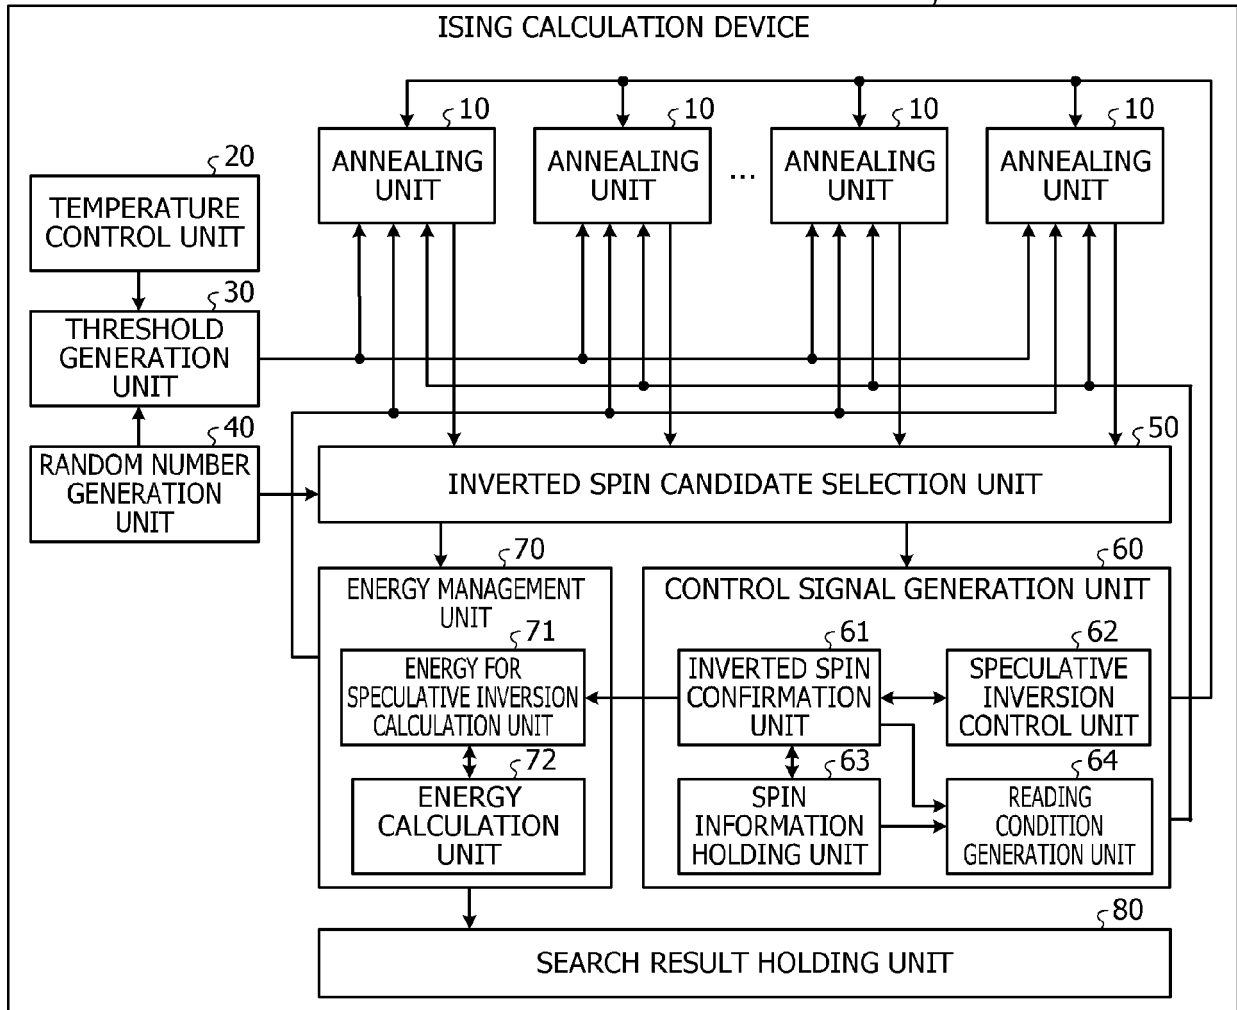 ISING CALCULATION DEVICE
10
10
10
10
ANNEALING
UNIT
ANNEALING
UNIT
...
ANNEALING
UNIT
ANNEALING
UNIT
20
TEMPERATURE
CONTROL UNIT
30
THRESHOLD
GENERATION
UNIT
40
RANDOM NUMBER
GENERATION
UNIT
50
INVERTED SPIN CANDIDATE SELECTION UNIT
70
ENERGY MANAGEMENT
UNIT
71
ENERGY FOR
SPECULATIVE INVERSION
CALCULATION UNIT
72
ENERGY
CALCULATION
UNIT
60
CONTROL SIGNAL GENERATION UNIT
61
INVERTED SPIN
CONFIRMATION
UNIT
62
SPECULATIVE
INVERSION
CONTROL UNIT
63
SPIN
INFORMATION
HOLDING UNIT
64
READING
CONDITION
GENERATION UNIT
80
SEARCH RESULT HOLDING UNIT